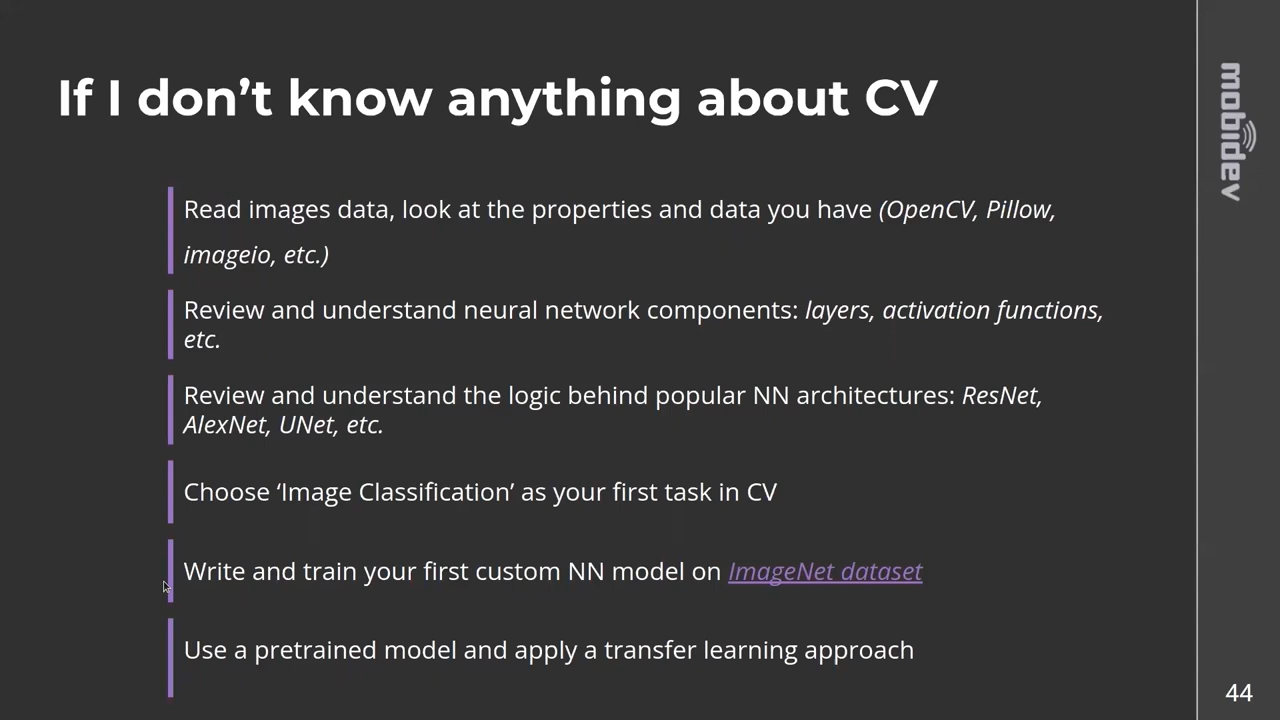 If I don’t know anything about CV
mobidev
Read images data, look at the properties and data you have (OpenCV, Pillow,
imageio, etc.)
Review and understand neural network components: layers, activation functions,
etc.
Review and understand the logic behind popular NN architectures: ResNet,
AlexNet, UNet, etc.
Choose ‘Image Classification’ as your first task in CV
Write and train your first custom NN model on ImageNet dataset
Use a pretrained model and apply a transfer learning approach
44